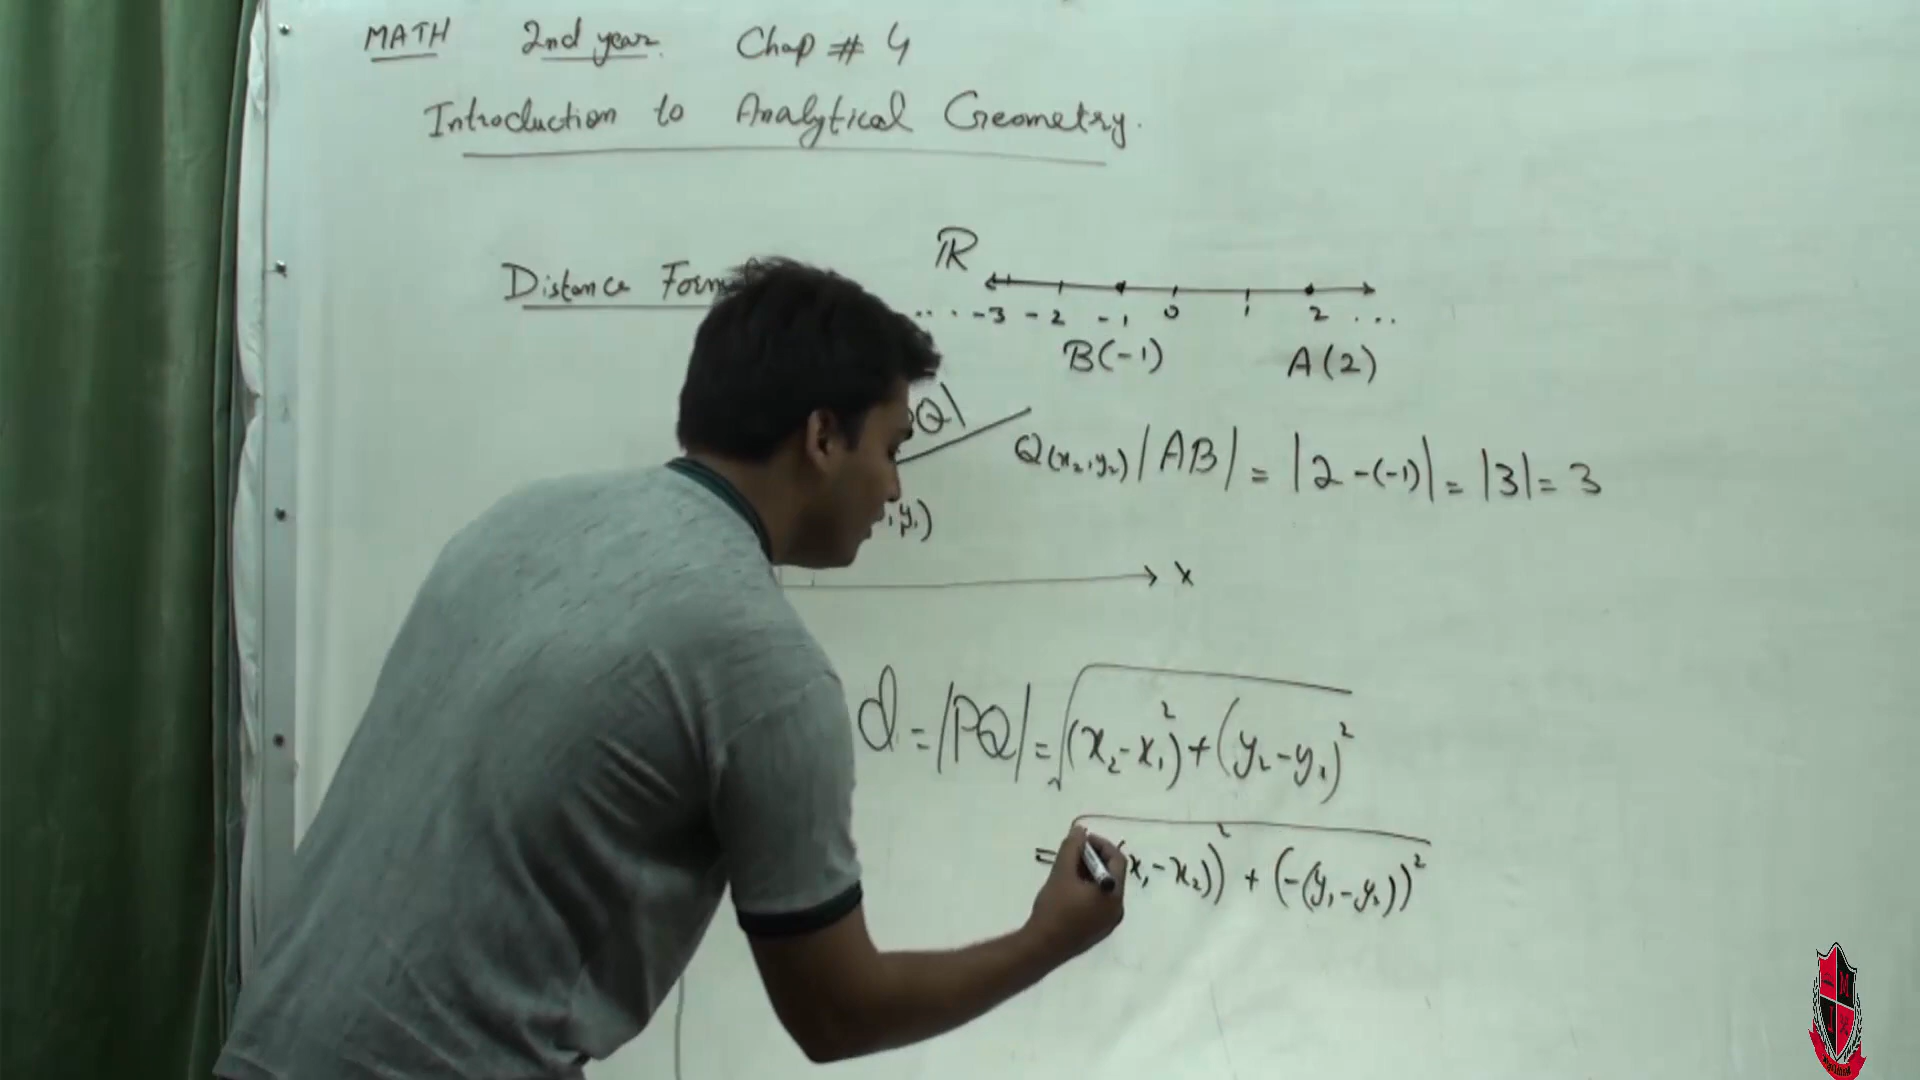 MATH 2nd year. Chap # 4
Introduction to Analytical Geometry.
Distance
ℝ
... -3 -2 -1 0 1 2 ...
B(-1) A(2)
Q(x₂,y₂) |AB| = |2-(-1)| = |3| = 3
y₁)
x
d = |PQ| = √((x₂-x₁)²+(y₂-y₁)²)
= x₁-x₂))² + (-(y₁-y₂))²